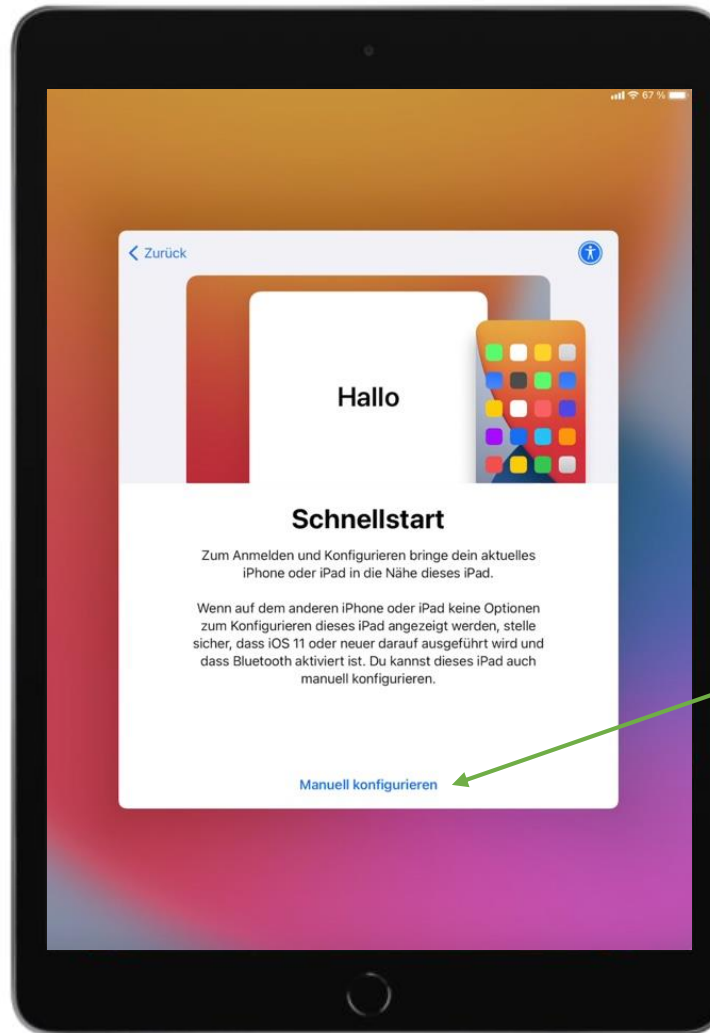 67 %
Zurück
Hallo
Schnellstart
Zum Anmelden und Konfigurieren bringe dein aktuelles
iPhone oder iPad in die Nähe dieses iPad.
Wenn auf dem anderen iPhone oder iPad keine Optionen
zum Konfigurieren dieses iPad angezeigt werden, stelle
sicher, dass iOS 11 oder neuer darauf ausgeführt wird und
dass Bluetooth aktiviert ist. Du kannst dieses iPad auch
manuell konfigurieren.
Manuell konfigurieren